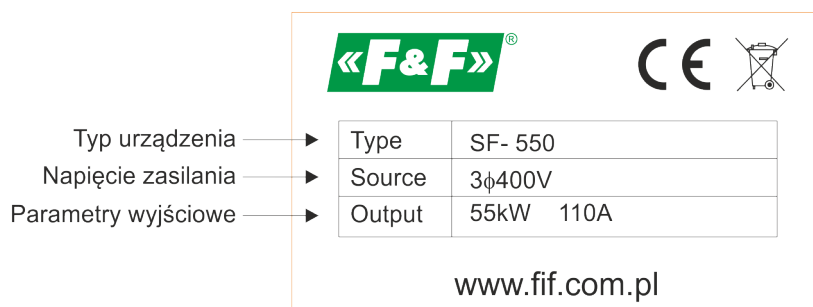 «F&F»®
CE
Typ urządzenia Type SF- 550
Napięcie zasilania Source 3ϕ400V
Parametry wyjściowe Output 55kW 110A
www.fif.com.pl